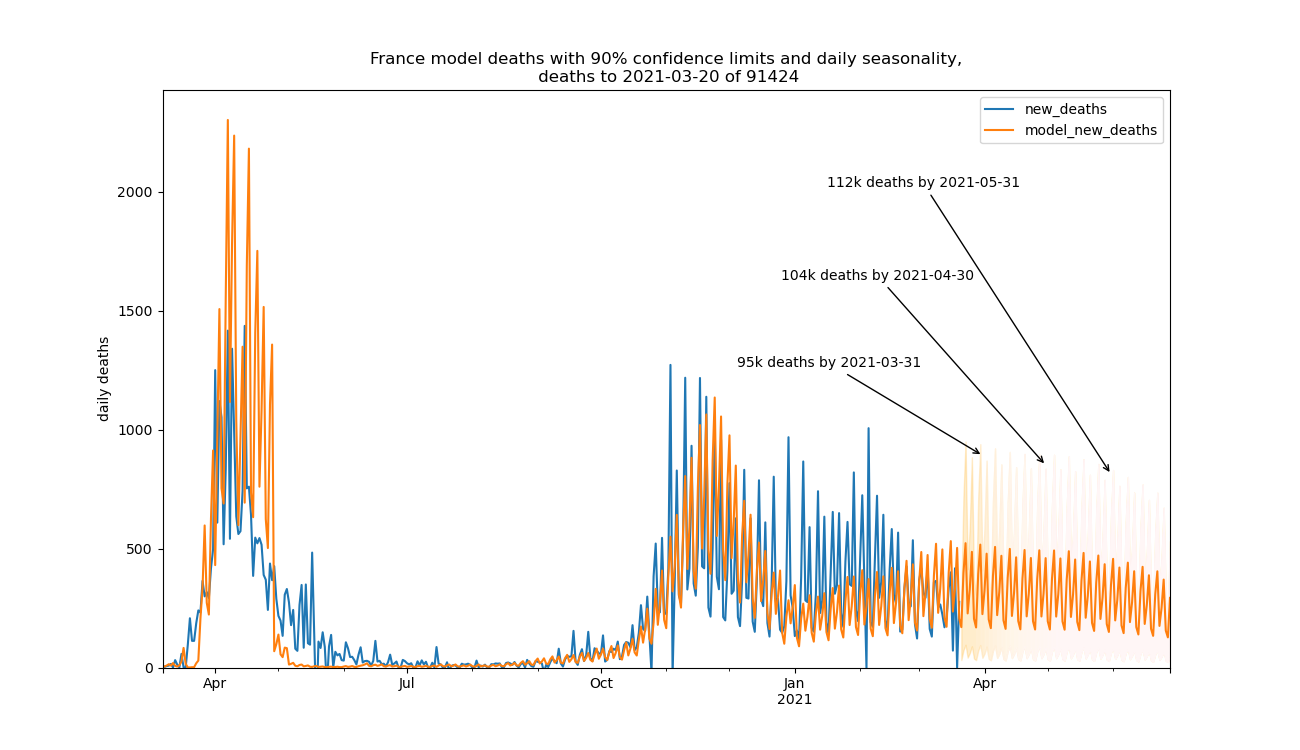 France model deaths with 90% confidence limits and daily seasonality,
deaths to 2021-03-20 of 91424
new_deaths
model_new_deaths
112k deaths by 2021-05-31
104k deaths by 2021-04-30
95k deaths by 2021-03-31
daily deaths
2000
1500
1000
500
0
Apr
Jul
Oct
Jan
2021
Apr